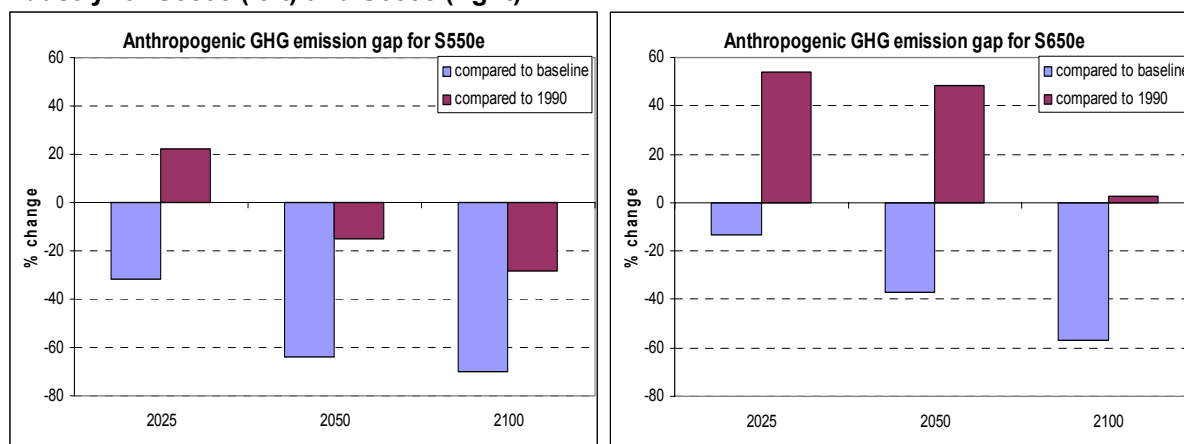 Anthropogenic GHG emission gap for S550e
60
40
20
0
-20
-40
-60
-80
% change
compared to baseline
compared to 1990
2025
2050
2100
Anthropogenic GHG emission gap for S650e
60
40
20
0
-20
-40
-60
-80
% change
compared to baseline
compared to 1990
2025
2050
2100